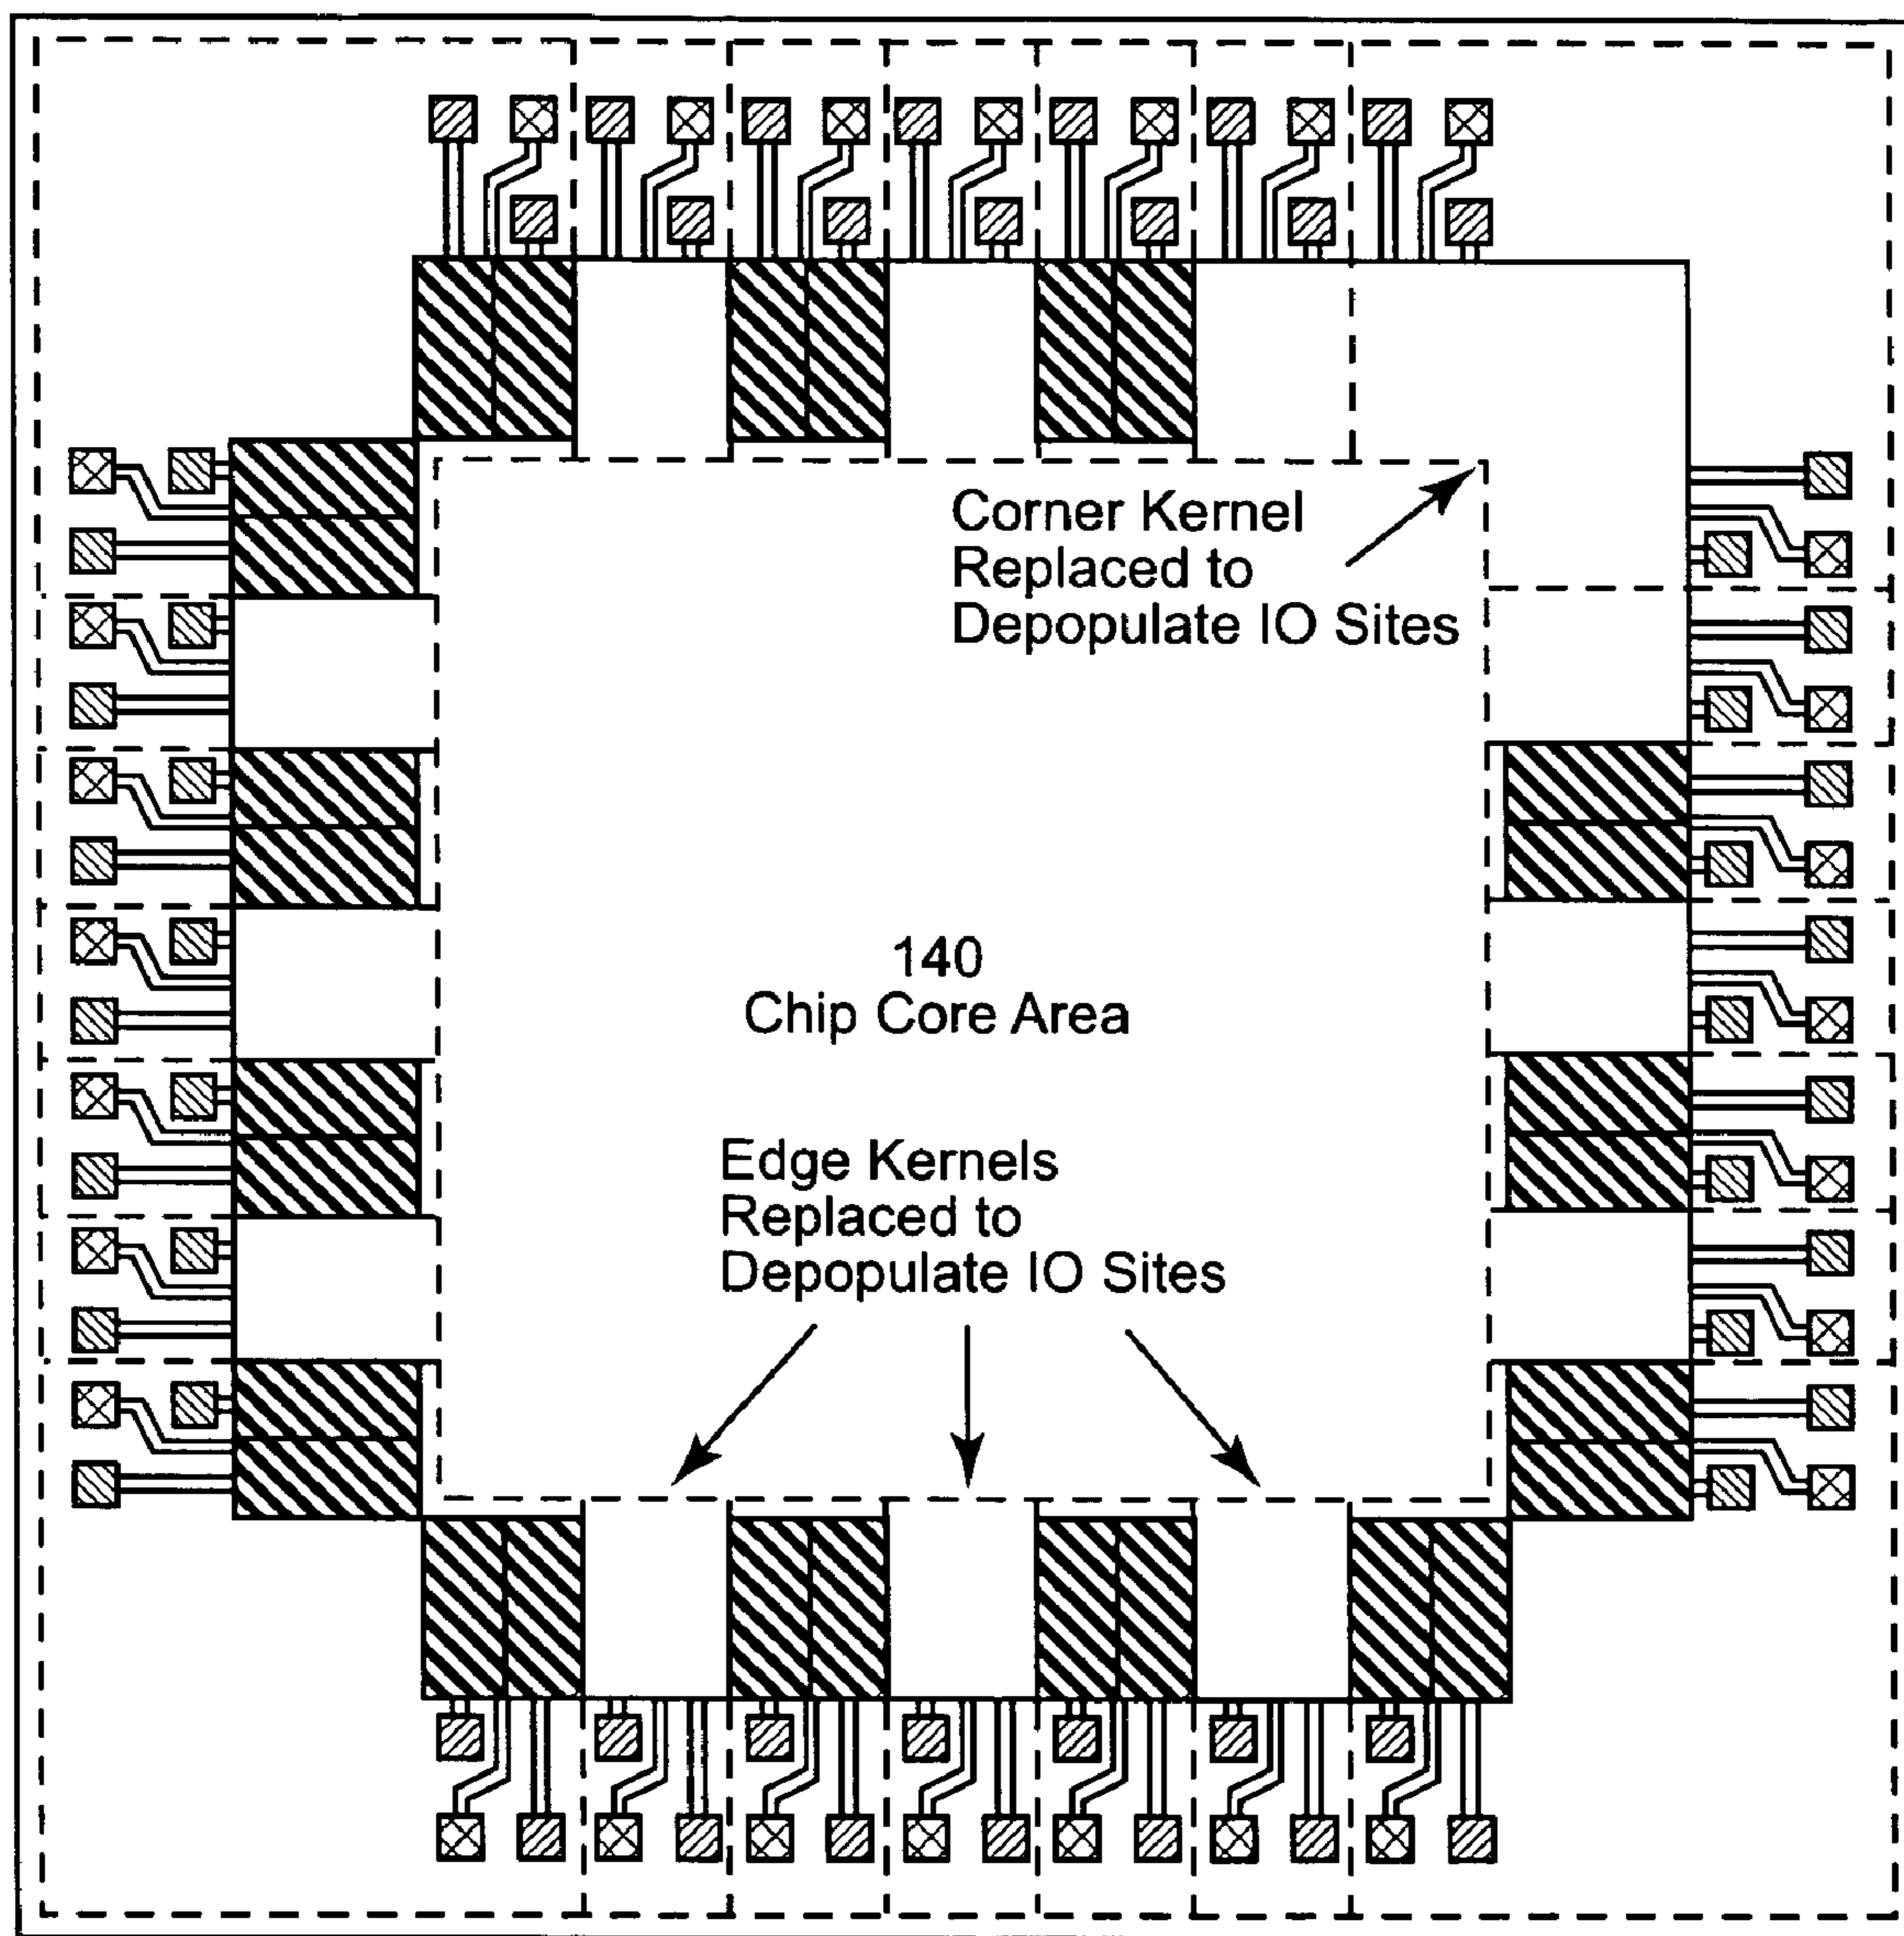 Corner Kernel
Replaced to
Depopulate IO Sites
140
Chip Core Area
Edge Kernels
Replaced to
Depopulate IO Sites